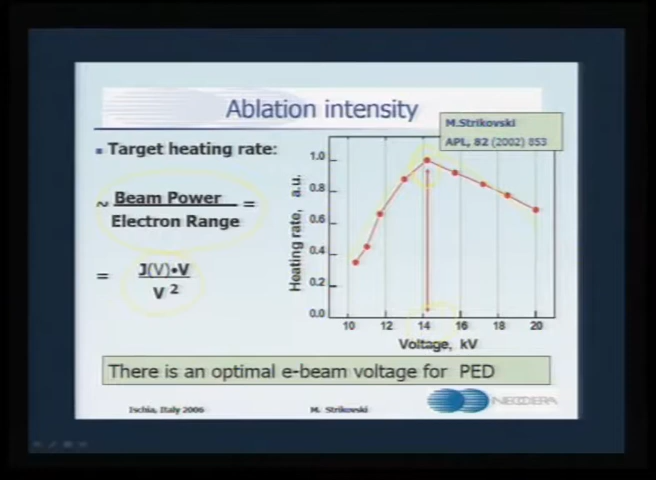 Ablation intensity
M.Strikovski
APL, 82 (2002) 853
Target heating rate:
~ Beam Power =
Electron Range
= J(V)•V
V 2
Heating rate, a.u.
1.0
0.8
0.6
0.4
0.2
0.0
10 12 14 16 18 20
Voltage, kV
There is an optimal e-beam voltage for PED
Ischia, Italy 2006
M. Strikovski
NEOCERA